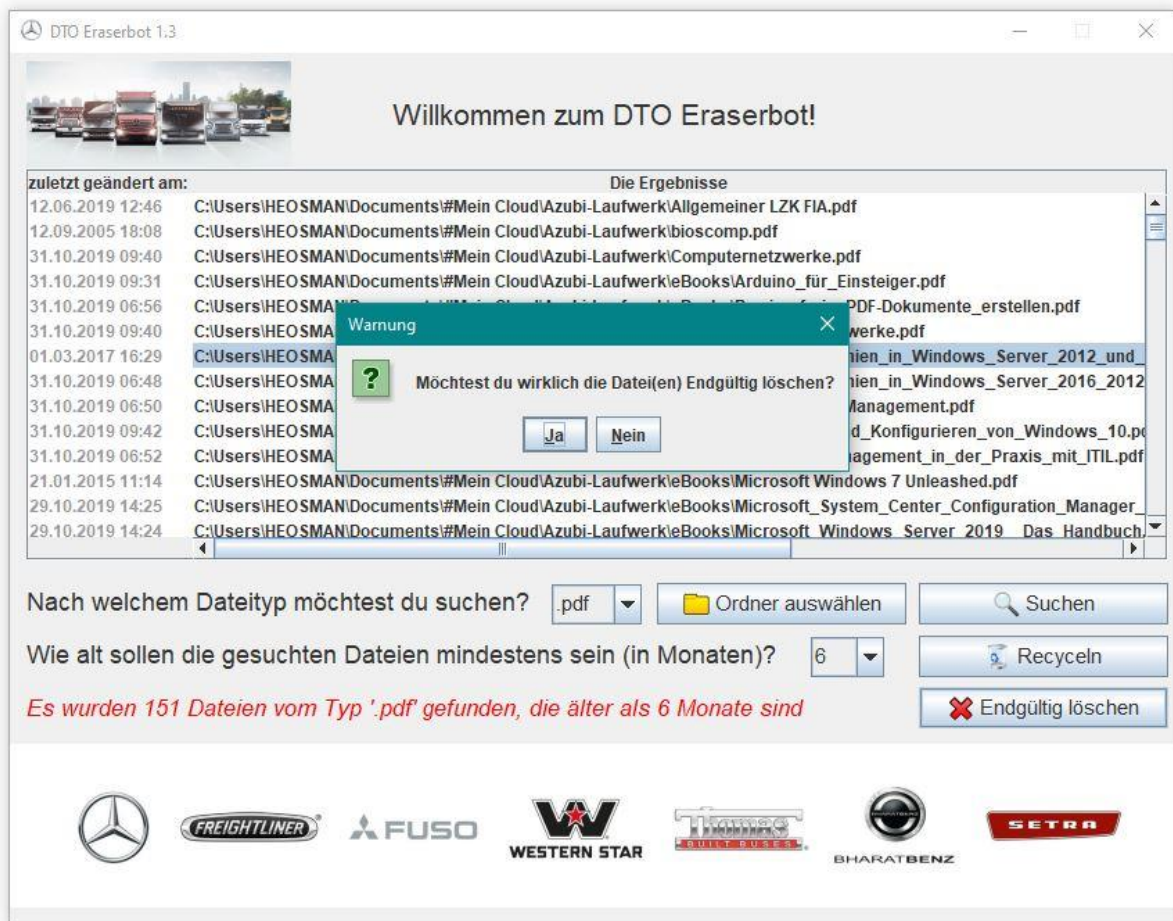 DTO Eraserbot 1.3
Willkommen zum DTO Eraserbot!
zuletzt geändert am: Die Ergebnisse
12.06.2019 12:46 C:\Users\HEOSMAN\Documents\#Mein Cloud\Azubi-Laufwerk\Allgemeiner LZK FIA.pdf
12.09.2005 18:08 C:\Users\HEOSMAN\Documents\#Mein Cloud\Azubi-Laufwerk\bioscomp.pdf
31.10.2019 09:40 C:\Users\HEOSMAN\Documents\#Mein Cloud\Azubi-Laufwerk\Computernetzwerke.pdf
31.10.2019 09:31 C:\Users\HEOSMAN\Documents\#Mein Cloud\Azubi-Laufwerk\eBooks\Arduino_für_Einsteiger.pdf
31.10.2019 06:56 C:\Users\HEOSMAN\Documents\#Mein Cloud\Azubi-Laufwerk\ PDF-Dokumente_erstellen.pdf
31.10.2019 09:40 C:\Users\HEOSMA werke.pdf
01.03.2017 16:29 C:\Users\HEOSMA nien_in_Windows_Server_2012_und_
31.10.2019 06:48 C:\Users\HEOSMA nien_in_Windows_Server_2016_2012
31.10.2019 06:50 C:\Users\HEOSMA Management.pdf
31.10.2019 09:42 C:\Users\HEOSMA d_Konfigurieren_von_Windows_10.p
31.10.2019 06:52 C:\Users\HEOSMA agement_in_der_Praxis_mit_ITIL.pdf
21.01.2015 11:14 C:\Users\HEOSMAN\Documents\#Mein Cloud\Azubi-Laufwerk\eBooks\Microsoft Windows 7 Unleashed.pdf
29.10.2019 14:25 C:\Users\HEOSMAN\Documents\#Mein Cloud\Azubi-Laufwerk\eBooks\Microsoft_System_Center_Configuration_Manager_
29.10.2019 14:24 C:\Users\HEOSMAN\Documents\#Mein Cloud\Azubi-Laufwerk\eBooks\Microsoft_Windows_Server_2019__Das_Handbuch.
Warnung
Möchtest du wirklich die Datei(en) Endgültig löschen?
Ja Nein
Nach welchem Dateityp möchtest du suchen? .pdf Ordner auswählen Suchen
Wie alt sollen die gesuchten Dateien mindestens sein (in Monaten)? 6 Recyceln
Es wurden 151 Dateien vom Typ '.pdf' gefunden, die älter als 6 Monate sind Endgültig löschen
FREIGHTLINER FUSO WESTERN STAR Thomas BUILT BUSES BHARATBENZ SETRA